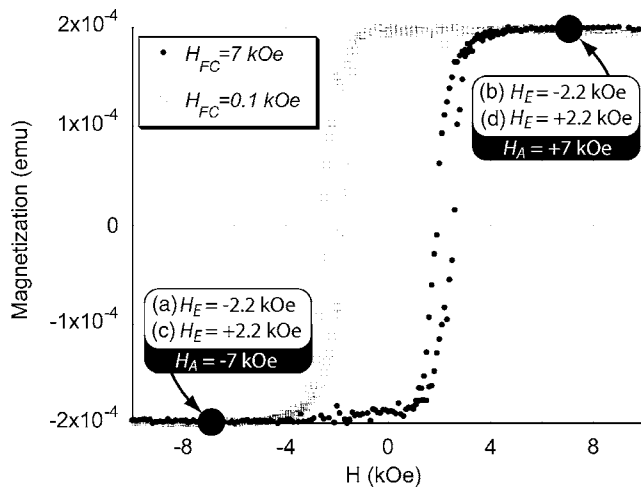 2x10⁻⁴
1x10⁻⁴
0
-1x10⁻⁴
-2x10⁻⁴
Magnetization (emu)
H_FC=7 kOe
H_FC=0.1 kOe
(b) H_E = -2.2 kOe
(d) H_E = +2.2 kOe
H_A = +7 kOe
(a) H_E = -2.2 kOe
(c) H_E = +2.2 kOe
H_A = -7 kOe
-8 -4 0 4 8
H (kOe)